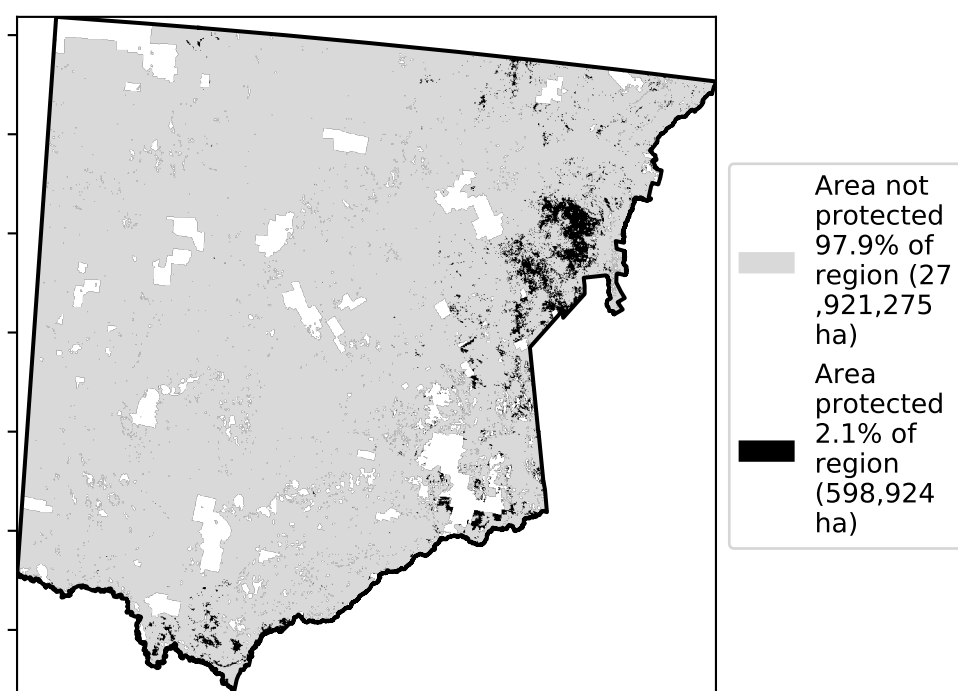 Area not
protected
97.9% of
region (27
,921,275
ha)
Area
protected
2.1% of
region
(598,924
ha)